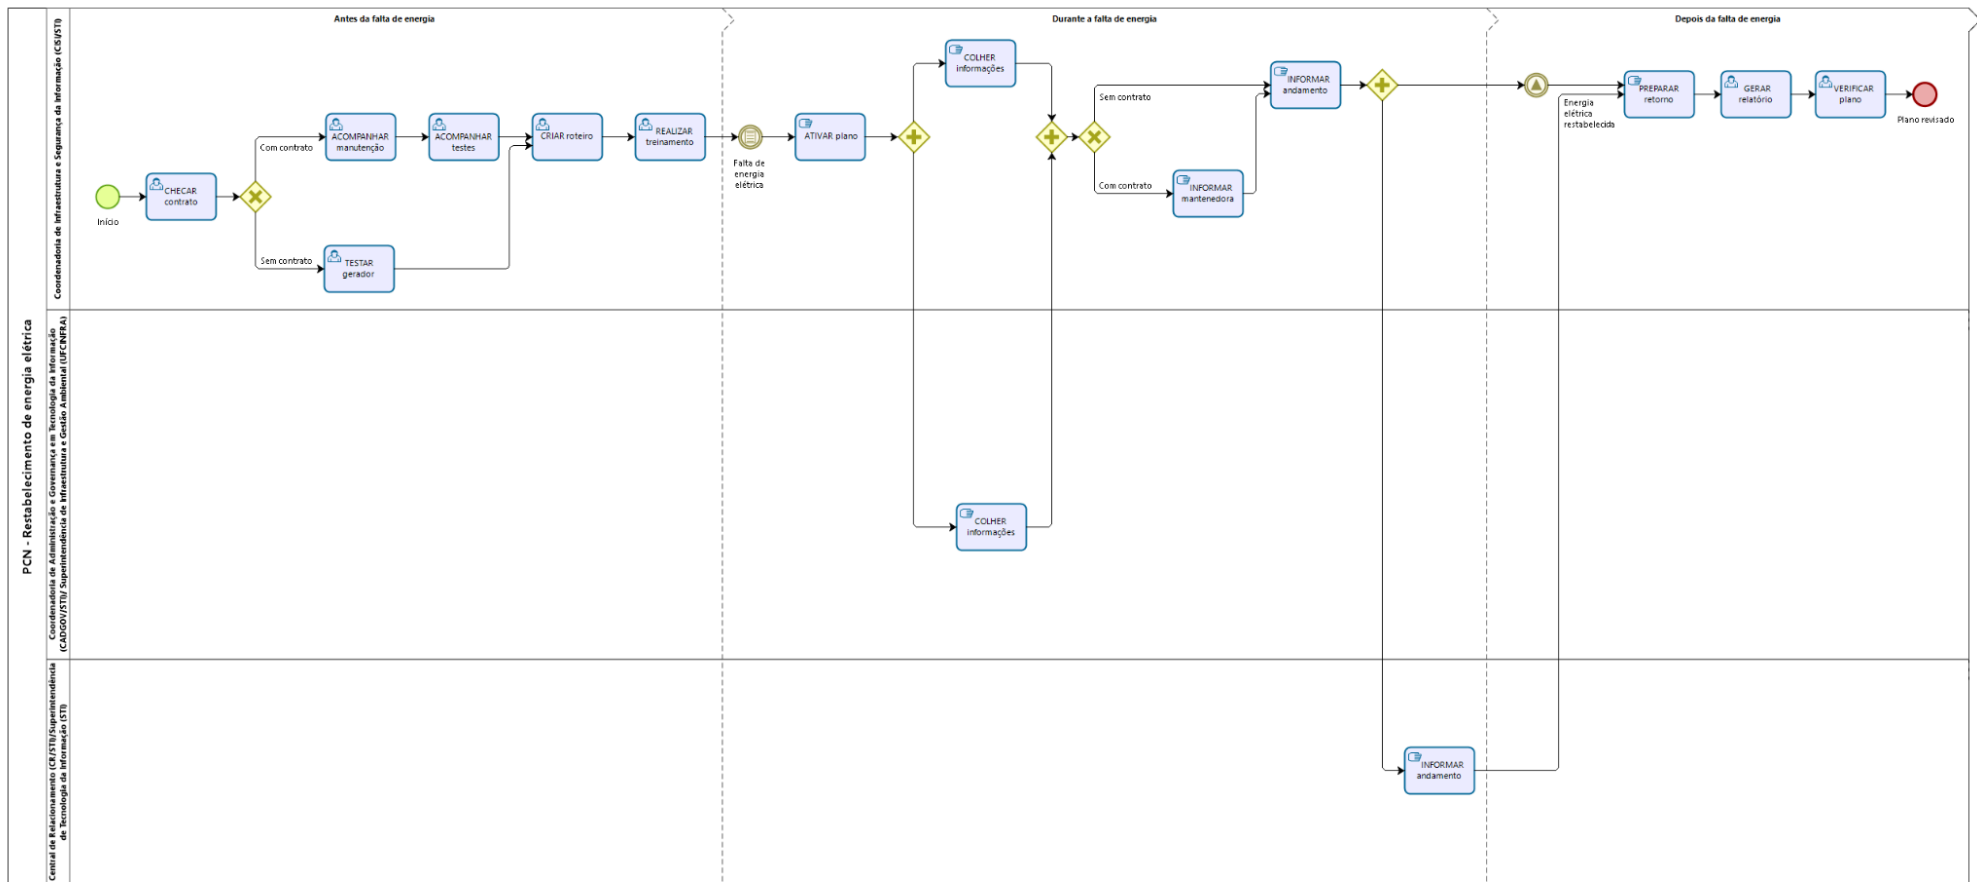 PCN - Restabelecimento de energia elétrica
Coordenadoria de Infraestrutura e Segurança da Informação (CISI/STI)
Coordenadoria de Administração e Governança em Tecnologia da Informação
(CADGOV/STI)/ Superintendência de Infraestrutura e Gestão Ambiental (UFCINFRA)
Central de Relacionamento (CR/STI)/Superintendência
de Tecnologia da Informação (STI)
Antes da falta de energia
Durante a falta de energia
Depois da falta de energia
Início
CHECAR
contrato
Com contrato
Sem contrato
ACOMPANHAR
manutenção
ACOMPANHAR
testes
TESTAR
gerador
CRIAR roteiro
REALIZAR
treinamento
Falta de
energia
elétrica
ATIVAR plano
COLHER
informações
COLHER
informações
Sem contrato
Com contrato
INFORMAR
mantenedora
INFORMAR
andamento
INFORMAR
andamento
Energia
elétrica
restabelecida
PREPARAR
retorno
GERAR
relatório
VERIFICAR
plano
Plano revisado